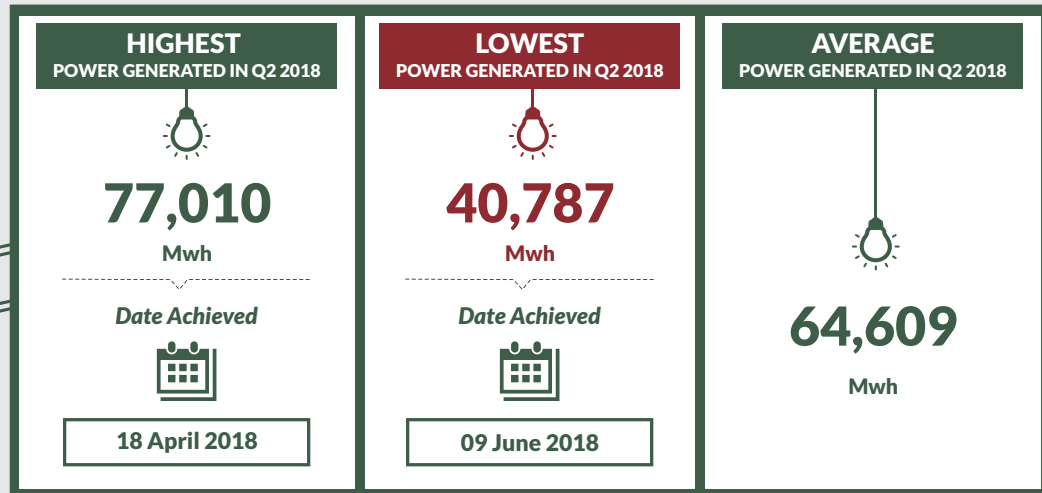 HIGHEST
POWER GENERATED IN Q2 2018
77,010
Mwh
Date Achieved
18 April 2018
LOWEST
POWER GENERATED IN Q2 2018
40,787
Mwh
Date Achieved
09 June 2018
AVERAGE
POWER GENERATED IN Q2 2018
64,609
Mwh